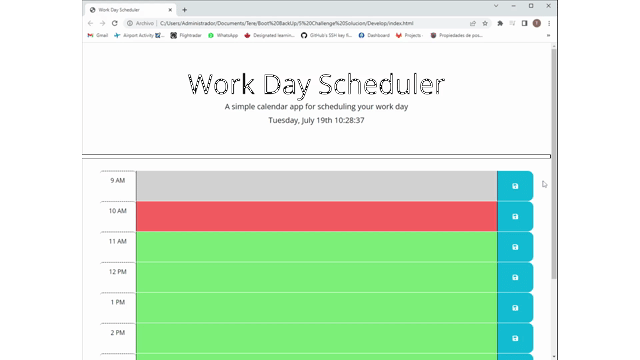 Work Day Scheduler
Archivo
C:/Users/Administrador/Documents/Tere/Boot%20BackUp/5%20Challenge%20Solucion/Develop/index.html
Gmail
Airport Activity
Flightradar
WhatsApp
Designated learnin...
GitHub's SSH key fi...
Dashboard
Projects
Propiedades de pos...
Work Day Scheduler
A simple calendar app for scheduling your work day
Tuesday, July 19th 10:28:37
9 AM
10 AM
11 AM
12 PM
1 PM
2 PM